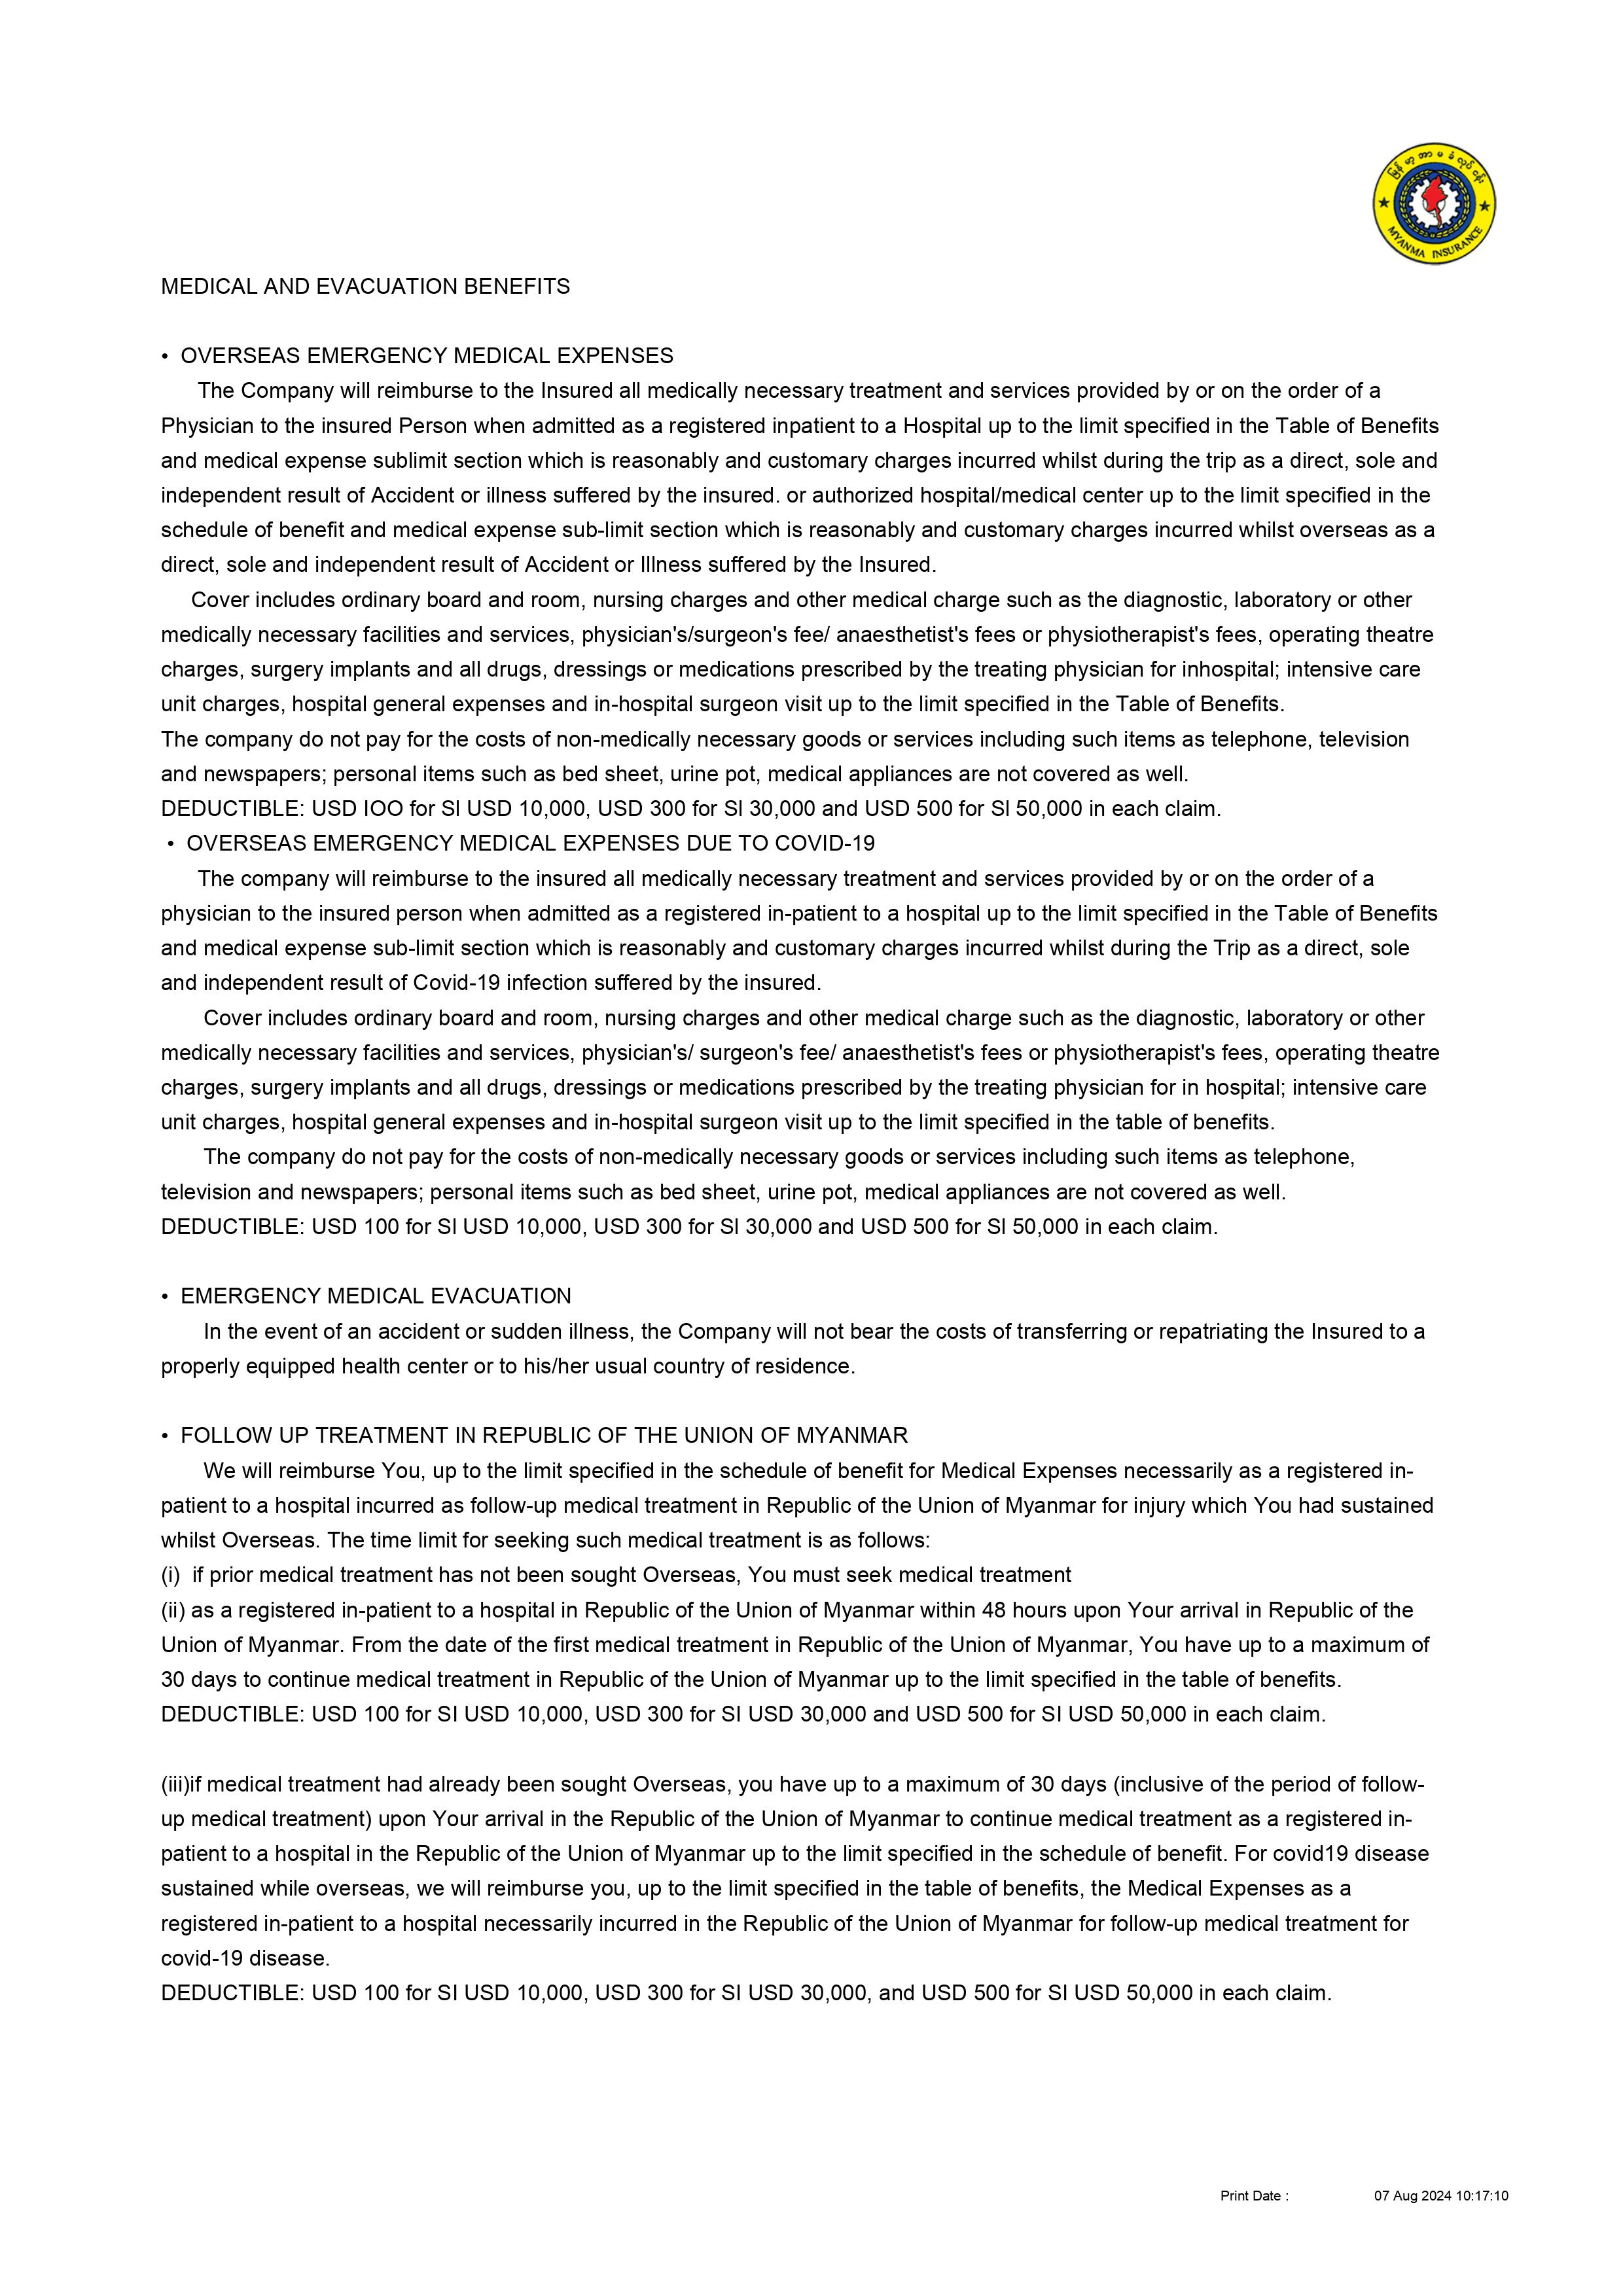 မြန်မာ့အာမခံလုပ်ငန်း
MYANMA INSURANCE
MEDICAL AND EVACUATION BENEFITS
• OVERSEAS EMERGENCY MEDICAL EXPENSES
The Company will reimburse to the Insured all medically necessary treatment and services provided by or on the order of a
Physician to the insured Person when admitted as a registered inpatient to a Hospital up to the limit specified in the Table of Benefits
and medical expense sublimit section which is reasonably and customary charges incurred whilst during the trip as a direct, sole and
independent result of Accident or illness suffered by the insured. or authorized hospital/medical center up to the limit specified in the
schedule of benefit and medical expense sub-limit section which is reasonably and customary charges incurred whilst overseas as a
direct, sole and independent result of Accident or Illness suffered by the Insured.
Cover includes ordinary board and room, nursing charges and other medical charge such as the diagnostic, laboratory or other
medically necessary facilities and services, physician's/surgeon's fee/ anaesthetist's fees or physiotherapist's fees, operating theatre
charges, surgery implants and all drugs, dressings or medications prescribed by the treating physician for inhospital; intensive care
unit charges, hospital general expenses and in-hospital surgeon visit up to the limit specified in the Table of Benefits.
The company do not pay for the costs of non-medically necessary goods or services including such items as telephone, television
and newspapers; personal items such as bed sheet, urine pot, medical appliances are not covered as well.
DEDUCTIBLE: USD IOO for Sl USD 10,000, USD 300 for Sl 30,000 and USD 500 for Sl 50,000 in each claim.
• OVERSEAS EMERGENCY MEDICAL EXPENSES DUE TO COVID-19
The company will reimburse to the insured all medically necessary treatment and services provided by or on the order of a
physician to the insured person when admitted as a registered in-patient to a hospital up to the limit specified in the Table of Benefits
and medical expense sub-limit section which is reasonably and customary charges incurred whilst during the Trip as a direct, sole
and independent result of Covid-19 infection suffered by the insured.
Cover includes ordinary board and room, nursing charges and other medical charge such as the diagnostic, laboratory or other
medically necessary facilities and services, physician's/ surgeon's fee/ anaesthetist's fees or physiotherapist's fees, operating theatre
charges, surgery implants and all drugs, dressings or medications prescribed by the treating physician for in hospital; intensive care
unit charges, hospital general expenses and in-hospital surgeon visit up to the limit specified in the table of benefits.
The company do not pay for the costs of non-medically necessary goods or services including such items as telephone,
television and newspapers; personal items such as bed sheet, urine pot, medical appliances are not covered as well.
DEDUCTIBLE: USD 100 for Sl USD 10,000, USD 300 for Sl 30,000 and USD 500 for Sl 50,000 in each claim.
• EMERGENCY MEDICAL EVACUATION
In the event of an accident or sudden illness, the Company will not bear the costs of transferring or repatriating the Insured to a
properly equipped health center or to his/her usual country of residence.
• FOLLOW UP TREATMENT IN REPUBLIC OF THE UNION OF MYANMAR
We will reimburse You, up to the limit specified in the schedule of benefit for Medical Expenses necessarily as a registered in-
patient to a hospital incurred as follow-up medical treatment in Republic of the Union of Myanmar for injury which You had sustained
whilst Overseas. The time limit for seeking such medical treatment is as follows:
(i) if prior medical treatment has not been sought Overseas, You must seek medical treatment
(ii) as a registered in-patient to a hospital in Republic of the Union of Myanmar within 48 hours upon Your arrival in Republic of the
Union of Myanmar. From the date of the first medical treatment in Republic of the Union of Myanmar, You have up to a maximum of
30 days to continue medical treatment in Republic of the Union of Myanmar up to the limit specified in the table of benefits.
DEDUCTIBLE: USD 100 for SI USD 10,000, USD 300 for SI USD 30,000 and USD 500 for SI USD 50,000 in each claim.
(iii)if medical treatment had already been sought Overseas, you have up to a maximum of 30 days (inclusive of the period of follow-
up medical treatment) upon Your arrival in the Republic of the Union of Myanmar to continue medical treatment as a registered in-
patient to a hospital in the Republic of the Union of Myanmar up to the limit specified in the schedule of benefit. For covid19 disease
sustained while overseas, we will reimburse you, up to the limit specified in the table of benefits, the Medical Expenses as a
registered in-patient to a hospital necessarily incurred in the Republic of the Union of Myanmar for follow-up medical treatment for
covid-19 disease.
DEDUCTIBLE: USD 100 for SI USD 10,000, USD 300 for SI USD 30,000, and USD 500 for SI USD 50,000 in each claim.
Print Date : 07 Aug 2024 10:17:10